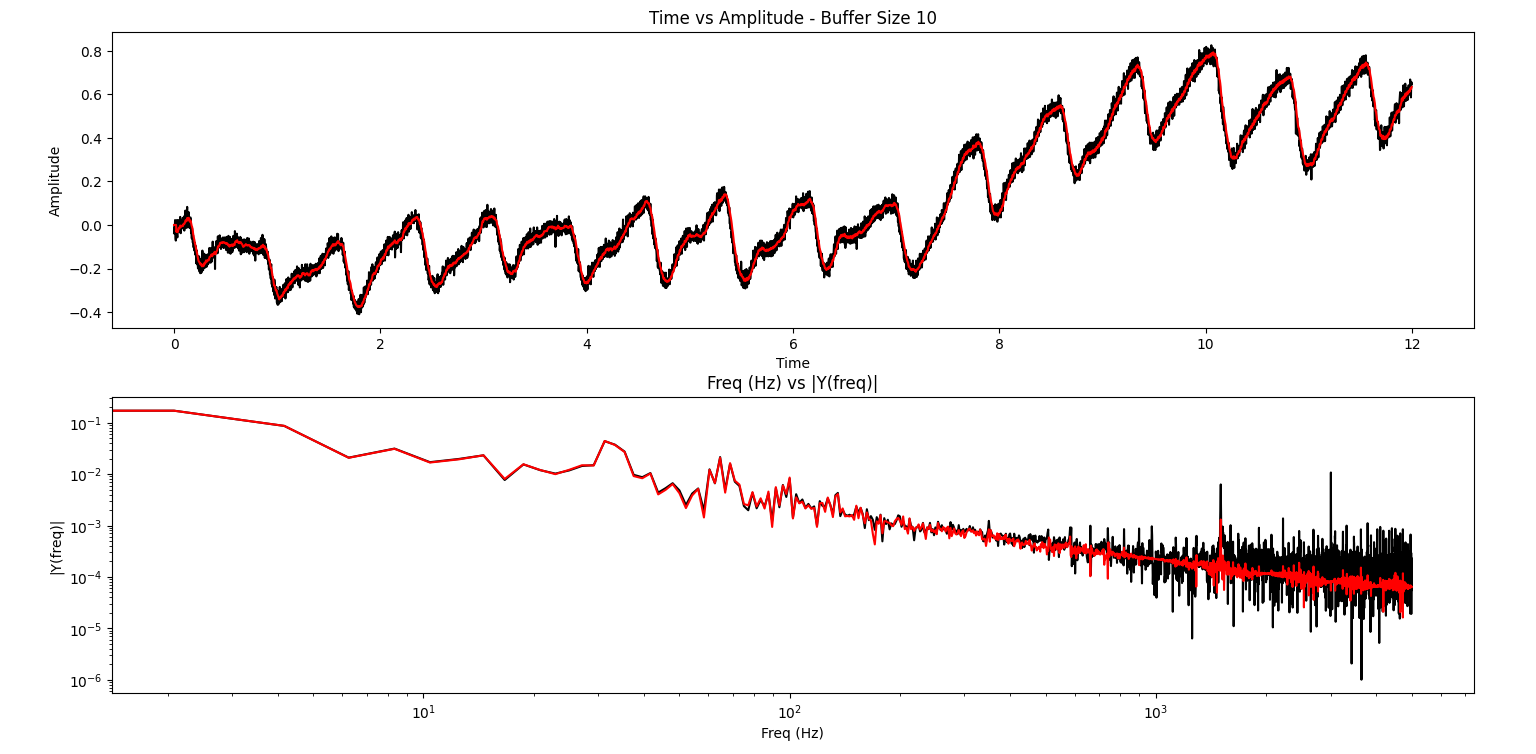 Time vs Amplitude - Buffer Size 10
Amplitude
0.8
0.6
0.4
0.2
0.0
−0.2
−0.4
0 2 4 6 8 10 12
Time
Freq (Hz) vs |Y(freq)|
|Y(freq)|
10⁻¹
10⁻²
10⁻³
10⁻⁴
10⁻⁵
10⁻⁶
10¹ 10² 10³
Freq (Hz)